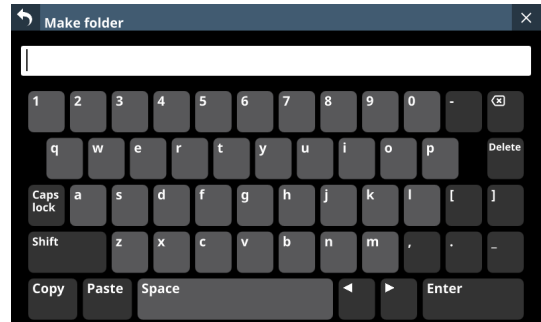 Make folder
1 2 3 4 5 6 7 8 9 0 -
q w e r t y u i o p Delete
Caps lock a s d f g h j k l [ ]
Shift z x c v b n m , . _
Copy Paste Space ◀ ▶ Enter